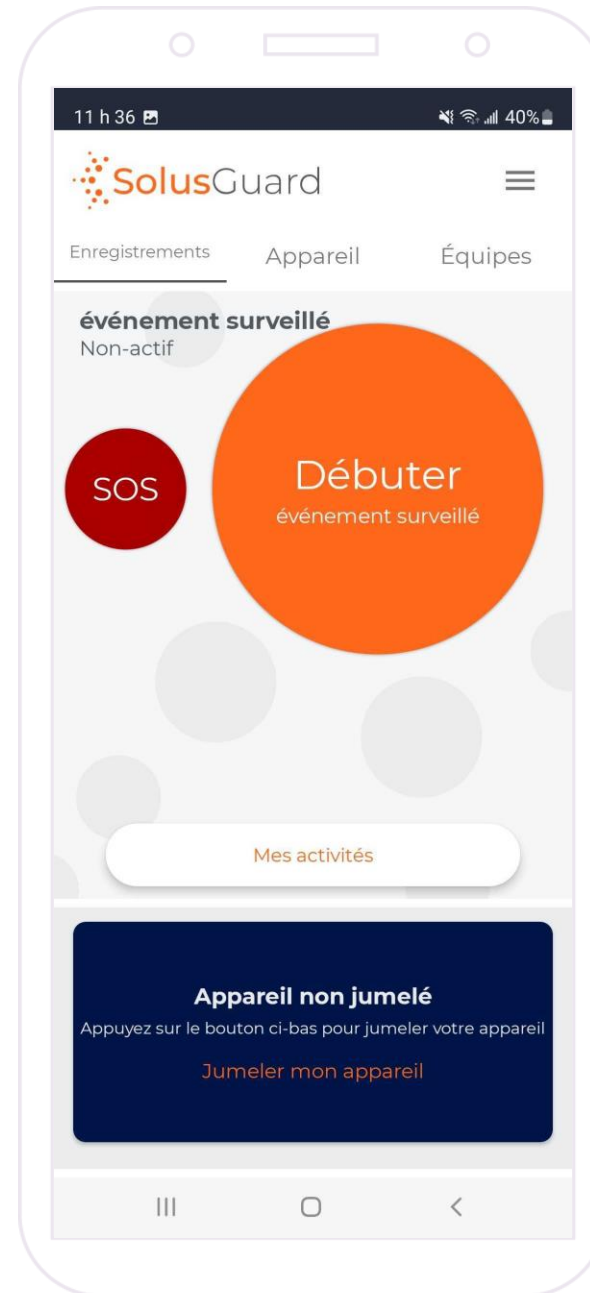 11 h 36 40%
SolusGuard
Enregistrements Appareil Équipes
événement surveillé
Non-actif
SOS
Débuter
événement surveillé
Mes activités
Appareil non jumelé
Appuyez sur le bouton ci-bas pour jumeler votre appareil
Jumeler mon appareil